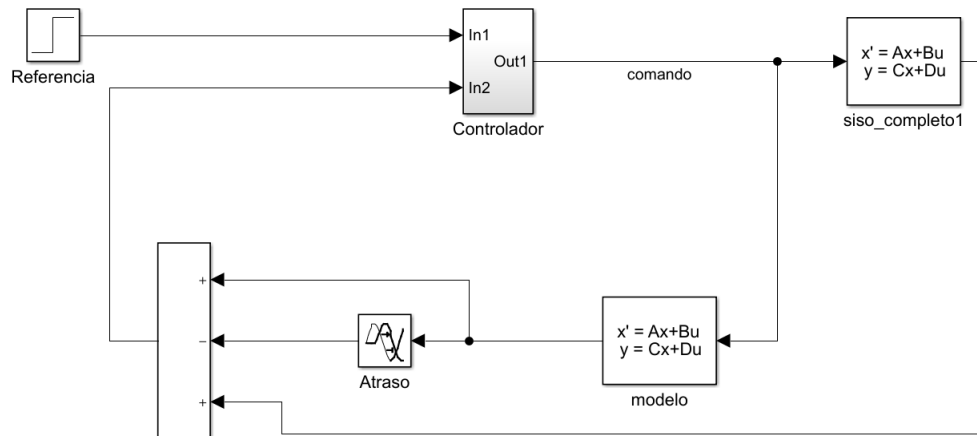 Referencia
In1
In2
Out1
Controlador
comando
x' = Ax+Bu
y = Cx+Du
siso_completo1
+
−
+
Atraso
x' = Ax+Bu
y = Cx+Du
modelo